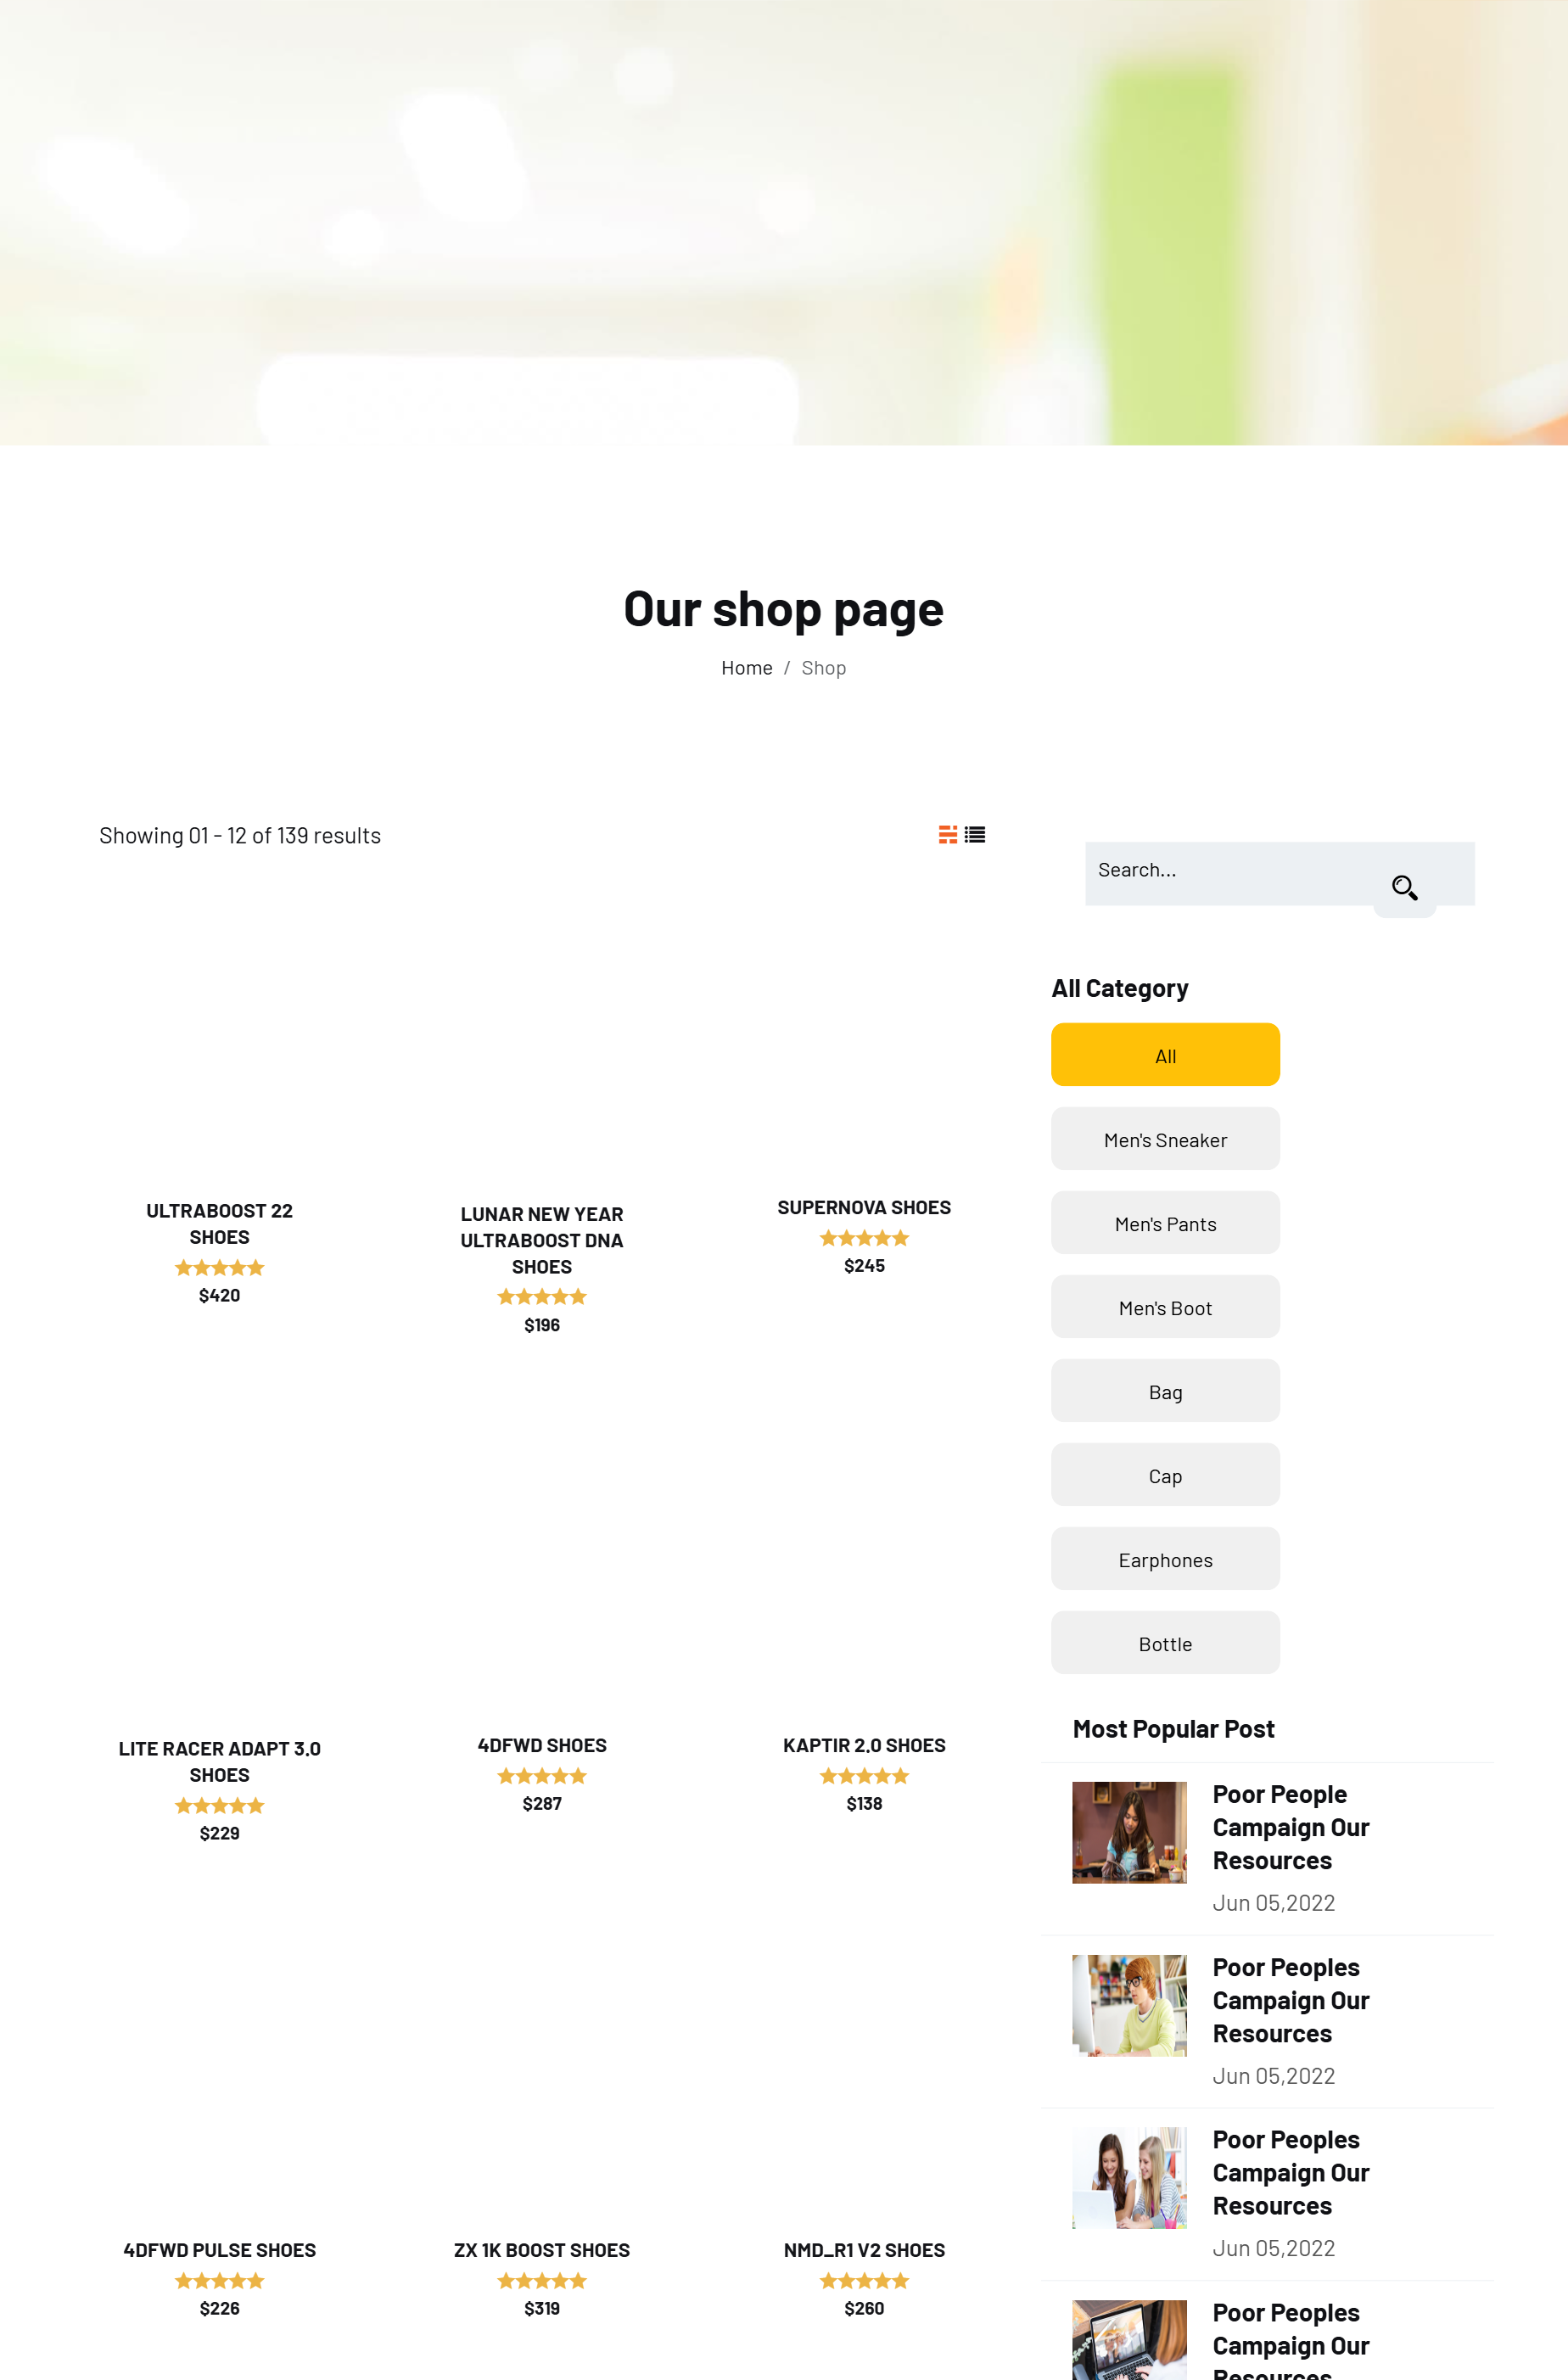 Our shop page
Home / Shop
Showing 01 - 12 of 139 results
Search...
ULTRABOOST 22
SHOES
$420
LUNAR NEW YEAR
ULTRABOOST DNA
SHOES
$196
SUPERNOVA SHOES
$245
LITE RACER ADAPT 3.0
SHOES
$229
4DFWD SHOES
$287
KAPTIR 2.0 SHOES
$138
4DFWD PULSE SHOES
$226
ZX 1K BOOST SHOES
$319
NMD_R1 V2 SHOES
$260
All Category
All
Men's Sneaker
Men's Pants
Men's Boot
Bag
Cap
Earphones
Bottle
Most Popular Post
Poor People
Campaign Our
Resources
Jun 05,2022
Poor Peoples
Campaign Our
Resources
Jun 05,2022
Poor Peoples
Campaign Our
Resources
Jun 05,2022
Poor Peoples
Campaign Our
Resources